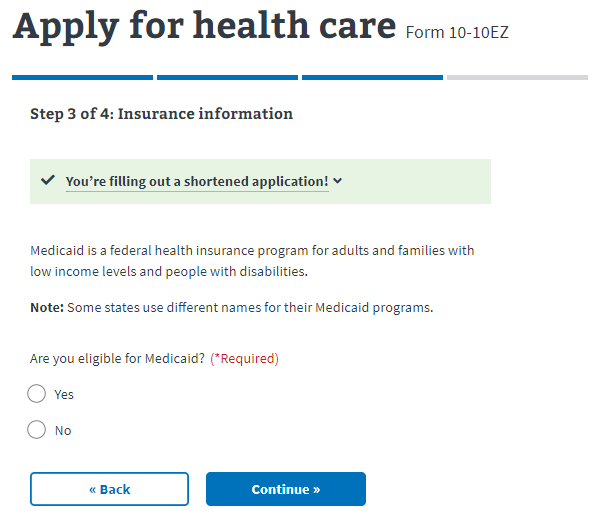 Apply for health care Form 10-10EZ
Step 3 of 4: Insurance information
You’re filling out a shortened application!
Medicaid is a federal health insurance program for adults and families with
low income levels and people with disabilities.
Note: Some states use different names for their Medicaid programs.
Are you eligible for Medicaid? (*Required)
Yes
No
« Back
Continue »